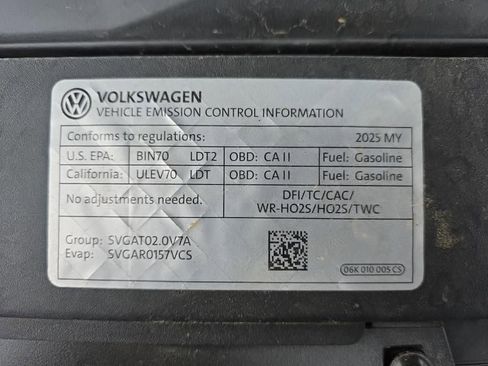 VOLKSWAGEN
VEHICLE EMISSION CONTROL INFORMATION
Conforms to regulations: 2025 MY
U.S. EPA: BIN70 LDT2 OBD: CA II Fuel: Gasoline
California: ULEV70 LDT OBD: CA II Fuel: Gasoline
No adjustments needed. DFI/TC/CAC/
WR-HO2S/HO2S/TWC
Group: SVGAT02.0V7A
Evap: SVGAR0157VCS
06K 010 005 CS